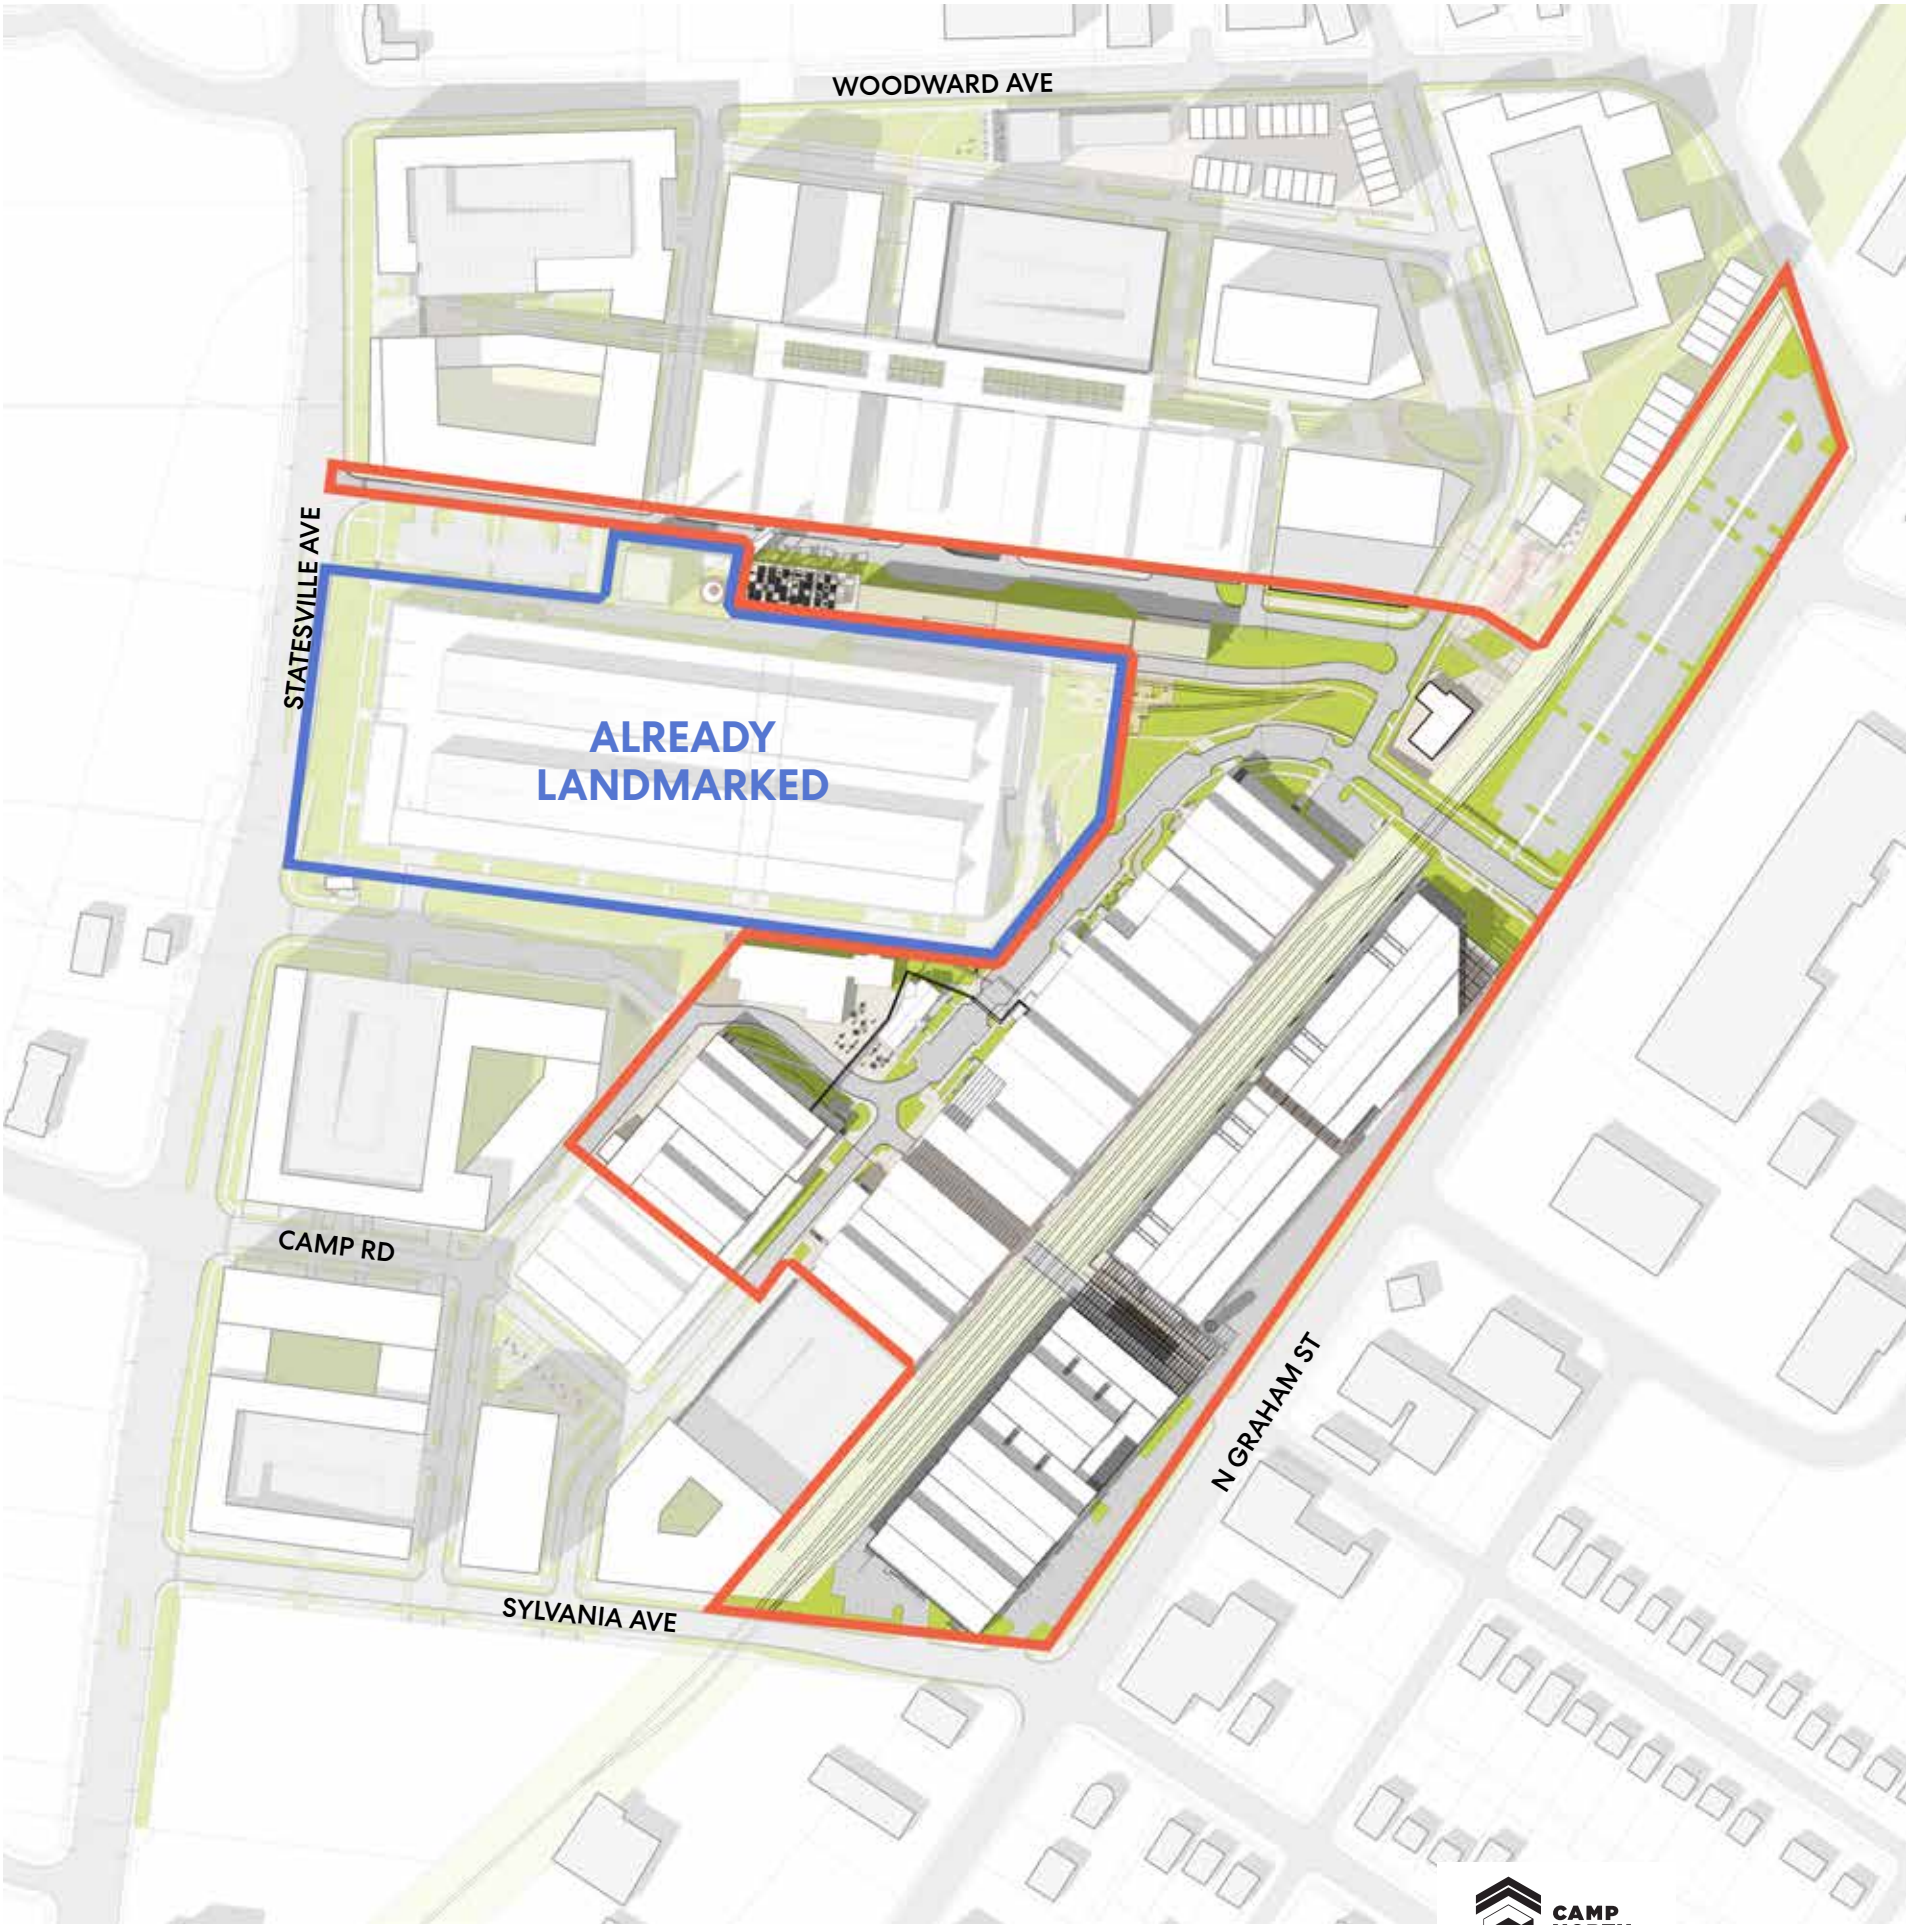 WOODWARD AVE
STATESVILLE AVE
ALREADY
LANDMARKED
CAMP RD
N GRAHAM ST
SYLVANIA AVE
CAMP